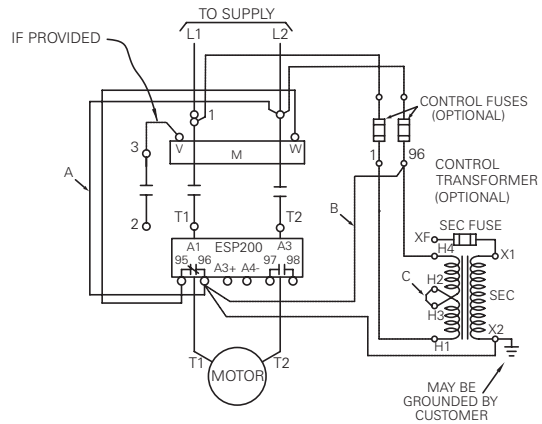 TO SUPPLY
IF PROVIDED
L1
L2
1
CONTROL FUSES
(OPTIONAL)
3
V
M
W
1
96
CONTROL
TRANSFORMER
(OPTIONAL)
A
2
T1
T2
B
SEC FUSE
XF
H4
X1
A1
ESP200
A3
95
96
A3+
A4-
97
98
C
H2
SEC
H3
X2
H1
T1
T2
MOTOR
MAY BE
GROUNDED BY
CUSTOMER